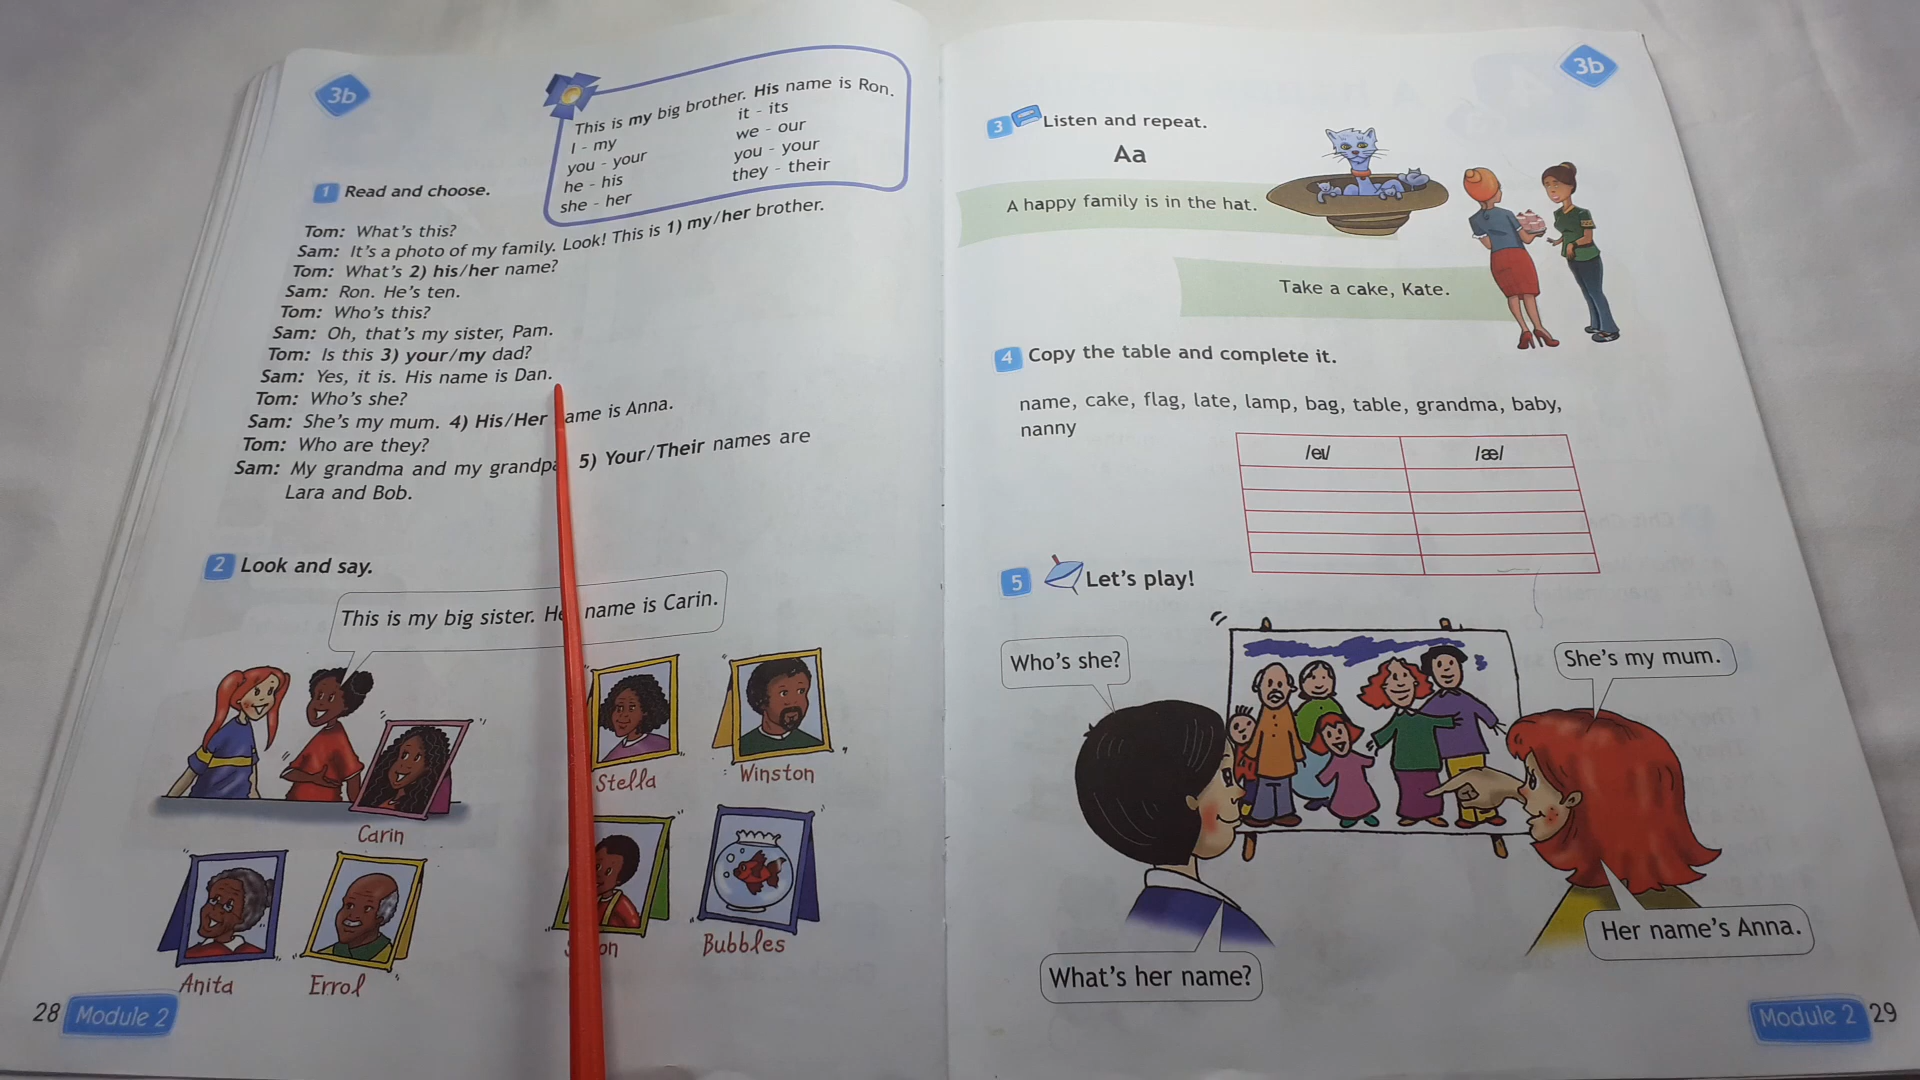 3b
This is my big brother. His name is Ron.
I - my
you - your
he - his
she - her
it - its
we - our
you - your
they - their
1 Read and choose.
Tom: What's this?
Sam: It's a photo of my family. Look! This is 1) my/her brother.
Tom: What's 2) his/her name?
Sam: Ron. He's ten.
Tom: Who's this?
Sam: Oh, that's my sister, Pam.
Tom: Is this 3) your/my dad?
Sam: Yes, it is. His name is Dan.
Tom: Who's she?
Sam: She's my mum. 4) His/Her ame is Anna.
Tom: Who are they?
Sam: My grandma and my grandpa 5) Your/Their names are
Lara and Bob.
2 Look and say.
This is my big sister. He name is Carin.
Carin
Stella
Winston
Anita
Errol
Bubbles
28 Module 2
3b
3 Listen and repeat.
Aa
A happy family is in the hat.
Take a cake, Kate.
4 Copy the table and complete it.
name, cake, flag, late, lamp, bag, table, grandma, baby,
nanny
/eɪ/ /æ/
5 Let's play!
Who's she?
She's my mum.
What's her name?
Her name's Anna.
Module 2 29